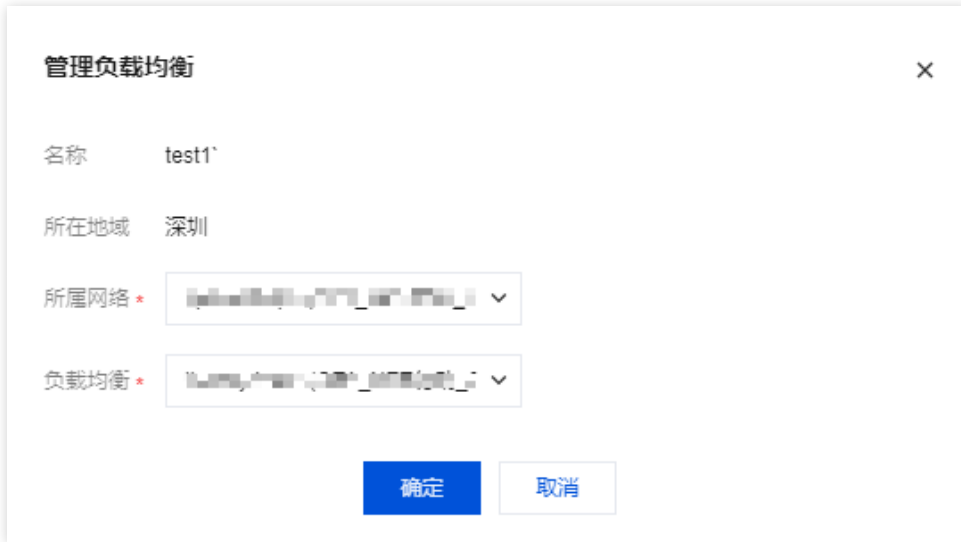 管理负载均衡
名称 test1`
所在地域 深圳
所属网络 *
负载均衡 *
确定 取消